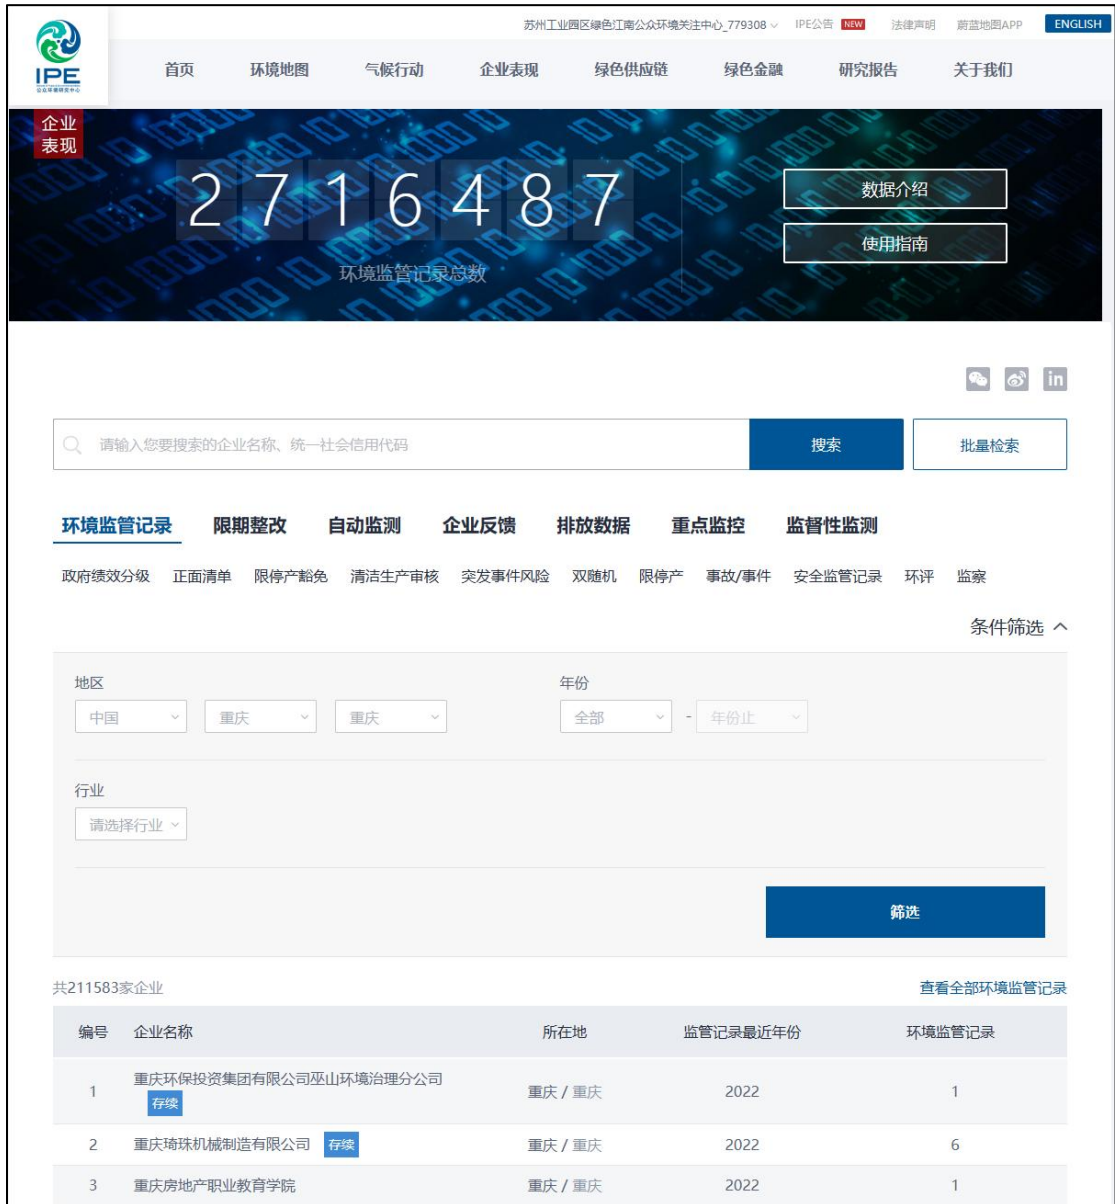 苏州工业园区绿色江南公众环境关注中心_779308 IPE公告 NEW 法律声明 蔚蓝地图APP ENGLISH
IPE
公众环境研究中心
首页 环境地图 气候行动 企业表现 绿色供应链 绿色金融 研究报告 关于我们
企业
表现
2716487
环境监管记录总数
数据介绍
使用指南
in
请输入您要搜索的企业名称、统一社会信用代码 搜索 批量检索
环境监管记录 限期整改 自动监测 企业反馈 排放数据 重点监控 监督性监测
政府绩效分级 正面清单 限停产豁免 清洁生产审核 突发事件风险 双随机 限停产 事故/事件 安全监管记录 环评 监察
条件筛选
地区 年份
中国 重庆 重庆 全部 - 年份止
行业
请选择行业
筛选
共211583家企业 查看全部环境监管记录
编号 企业名称 所在地 监管记录最近年份 环境监管记录
1 重庆环保投资集团有限公司巫山环境治理分公司 存续 重庆 / 重庆 2022 1
2 重庆琦珠机械制造有限公司 存续 重庆 / 重庆 2022 6
3 重庆房地产职业教育学院 重庆 / 重庆 2022 1